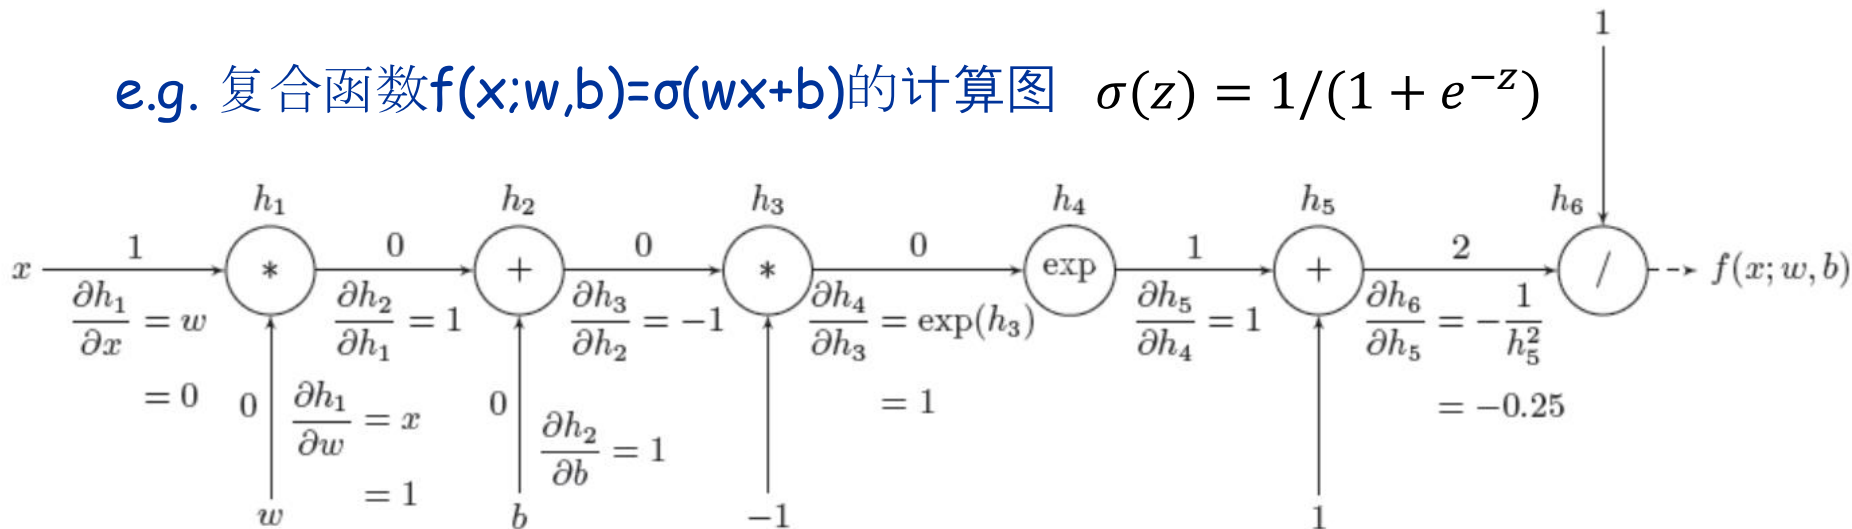 1
e.g. 复合函数f(x;w,b)=σ(wx+b)的计算图 σ(z) = 1/(1 + e^{-z})
h₁ h₂ h₃ h₄ h₅ h₆
x 1 * 0 + 0 * 0 exp 1 + 2 / f(x; w, b)
∂h₁/∂x = w ∂h₂/∂h₁ = 1 ∂h₃/∂h₂ = −1 ∂h₄/∂h₃ = exp(h₃) ∂h₅/∂h₄ = 1 ∂h₆/∂h₅ = −1/h₅²
= 0 0 ∂h₁/∂w = x 0 ∂h₂/∂b = 1 = 1 = −0.25
= 1
w b −1 1